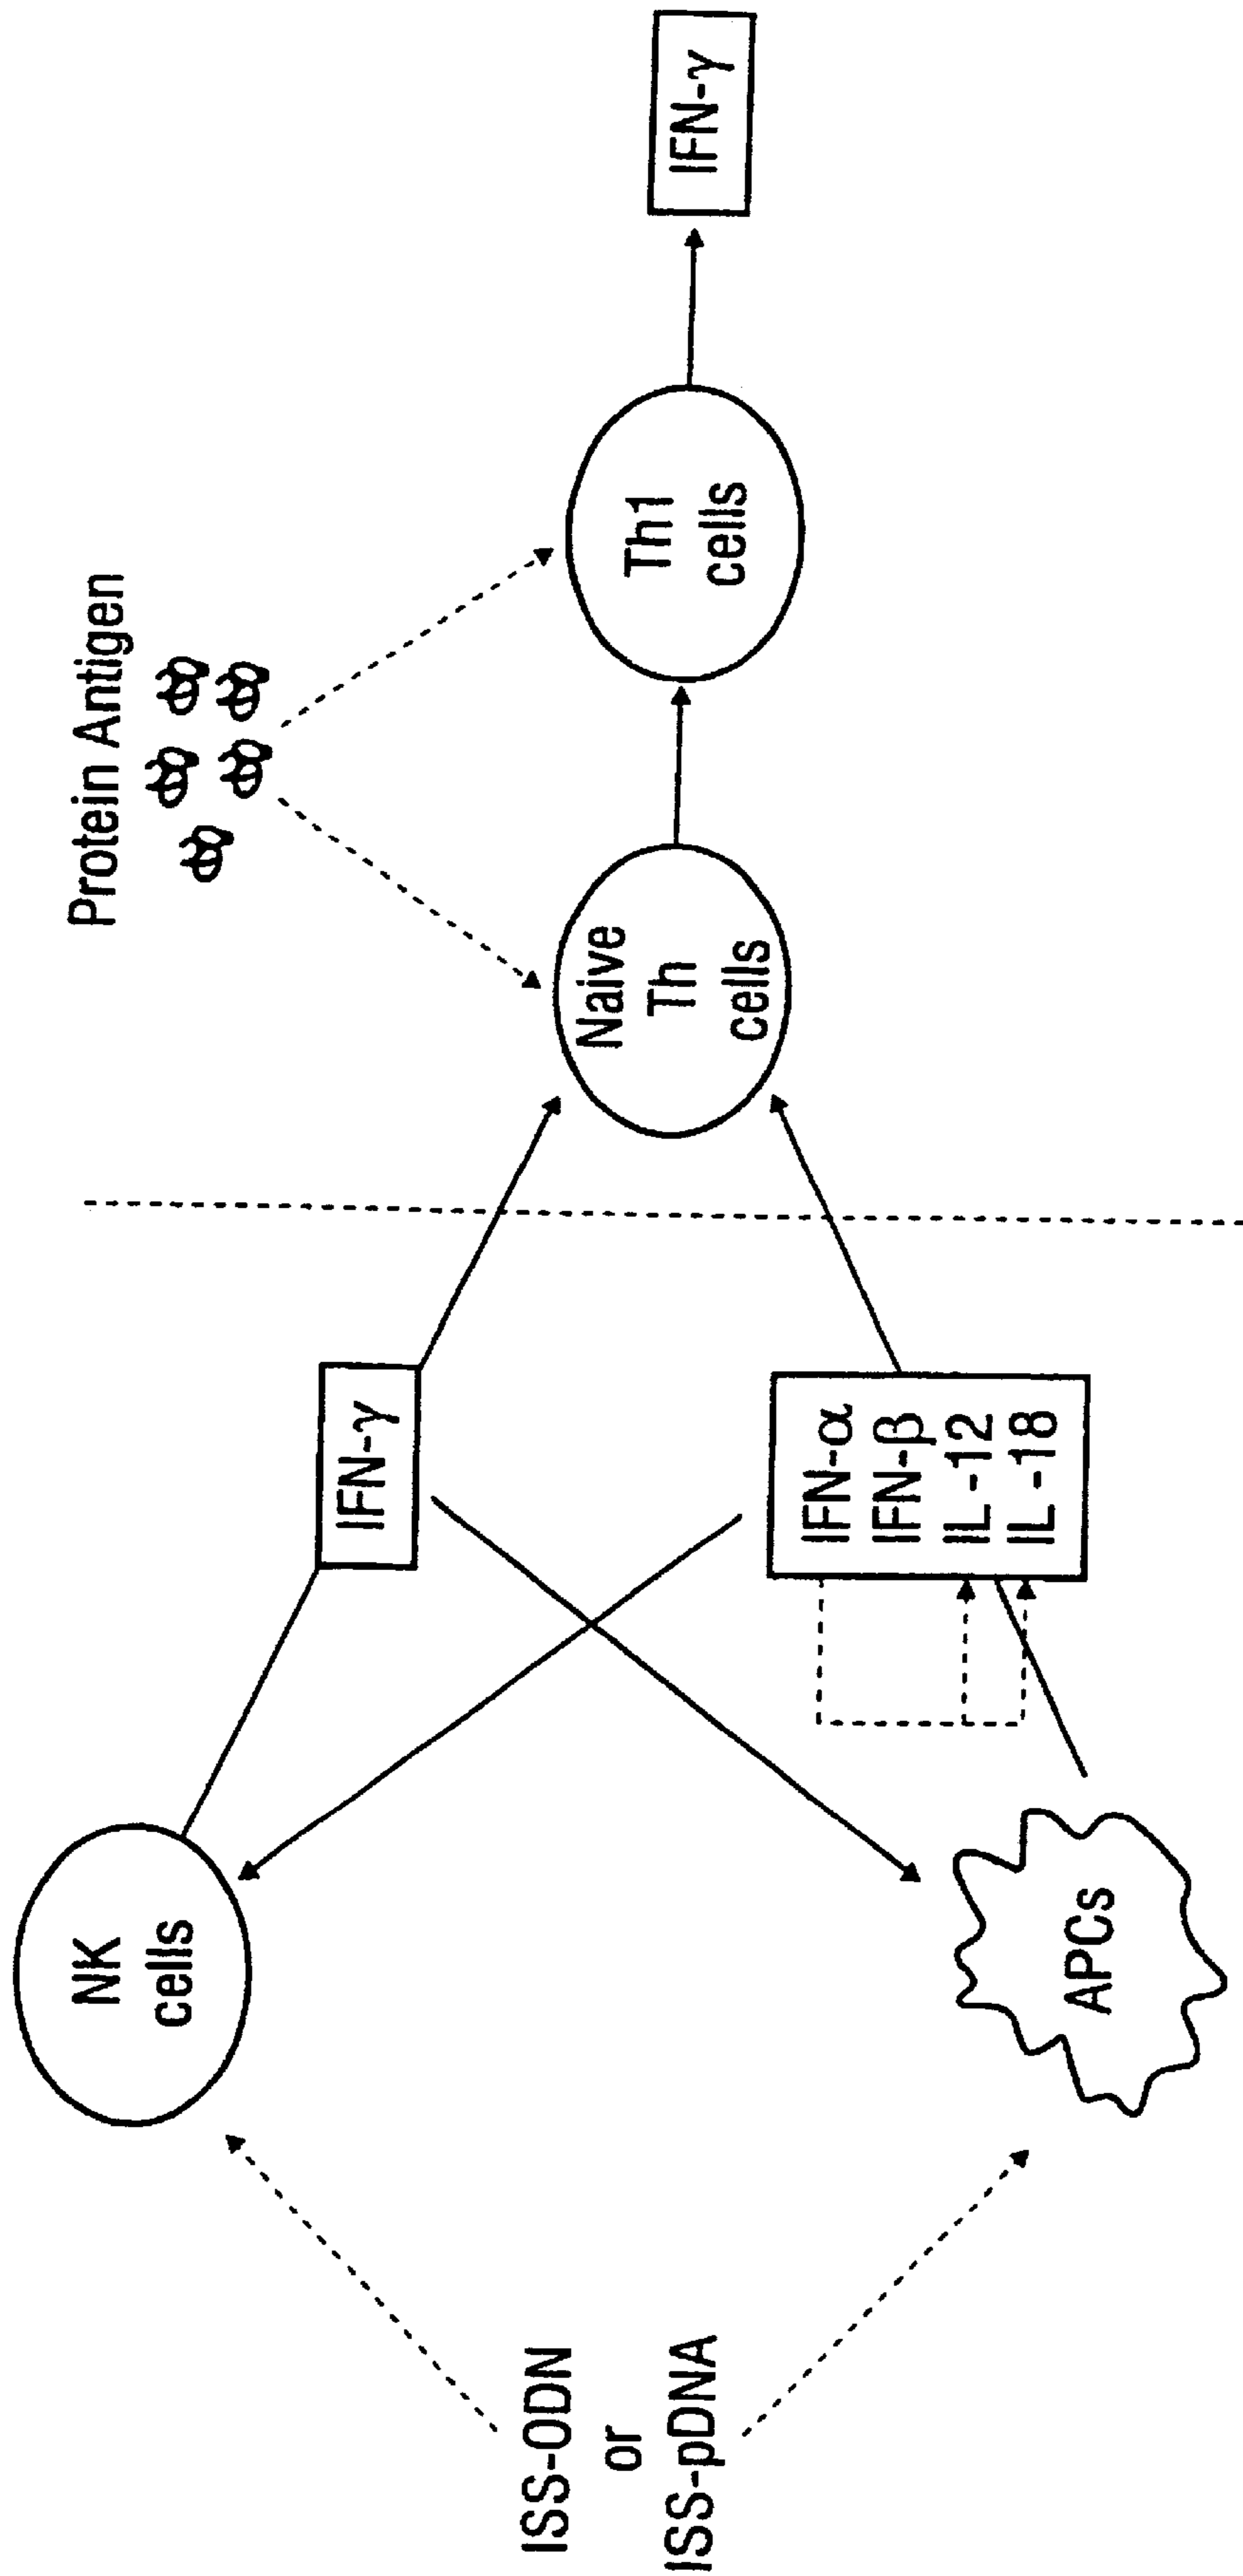 ISS-ODN
or
ISS-pDNA
NK
cells
APCs
IFN-γ
IFN-α
IFN-β
IL-12
IL-18
Protein Antigen
Naive
Th
cells
Th1
cells
IFN-γ